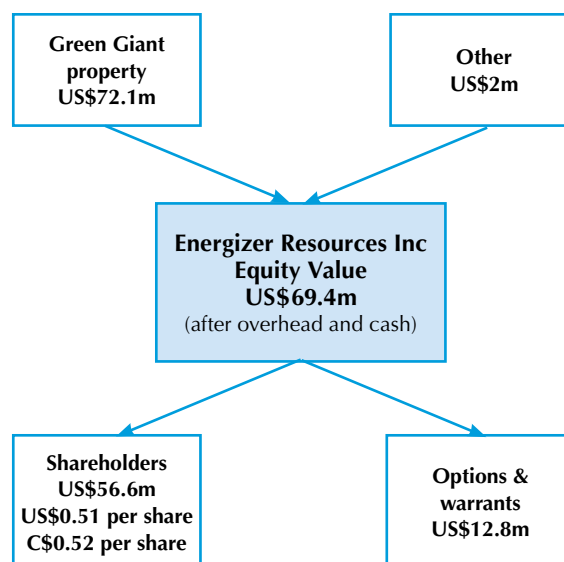 Green Giant
property
US$72.1m
Other
US$2m
Energizer Resources Inc
Equity Value
US$69.4m
(after overhead and cash)
Shareholders
US$56.6m
US$0.51 per share
C$0.52 per share
Options &
warrants
US$12.8m